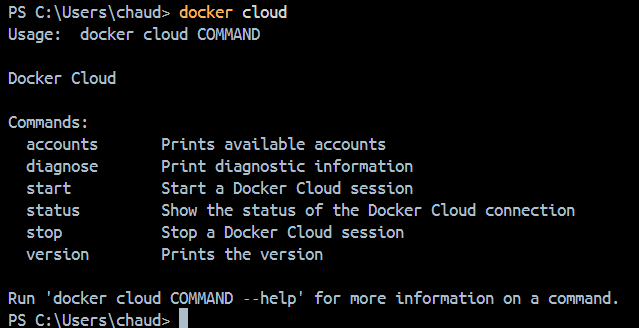 PS C:\Users\chaud> docker cloud
Usage:  docker cloud COMMAND
Docker Cloud
Commands:
  accounts       Prints available accounts
  diagnose       Print diagnostic information
  start          Start a Docker Cloud session
  status         Show the status of the Docker Cloud connection
  stop           Stop a Docker Cloud session
  version        Prints the version
Run 'docker cloud COMMAND --help' for more information on a command.
PS C:\Users\chaud>